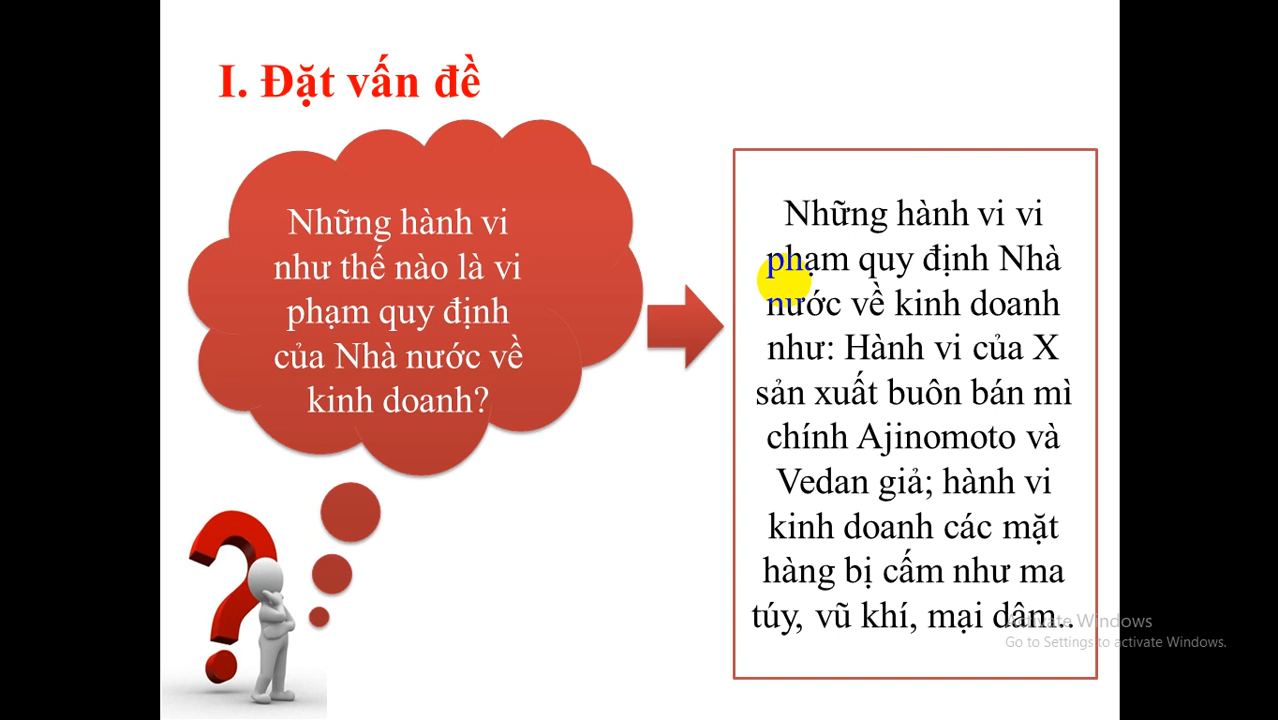 I. Đặt vấn đề
Những hành vi
như thế nào là vi
phạm quy định
của Nhà nước về
kinh doanh?
Những hành vi vi
phạm quy định Nhà
nước về kinh doanh
như: Hành vi của X
sản xuất buôn bán mì
chính Ajinomoto và
Vedan giả; hành vi
kinh doanh các mặt
hàng bị cấm như ma
túy, vũ khí, mại dâm..
Activate Windows
Go to Settings to activate Windows.